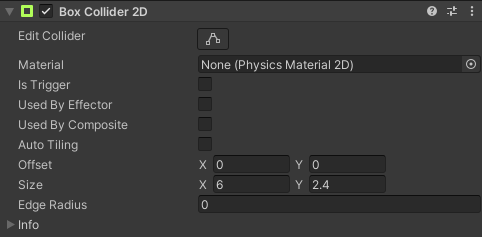 Box Collider 2D
Edit Collider
Material None (Physics Material 2D)
Is Trigger
Used By Effector
Used By Composite
Auto Tiling
Offset X 0 Y 0
Size X 6 Y 2.4
Edge Radius 0
Info